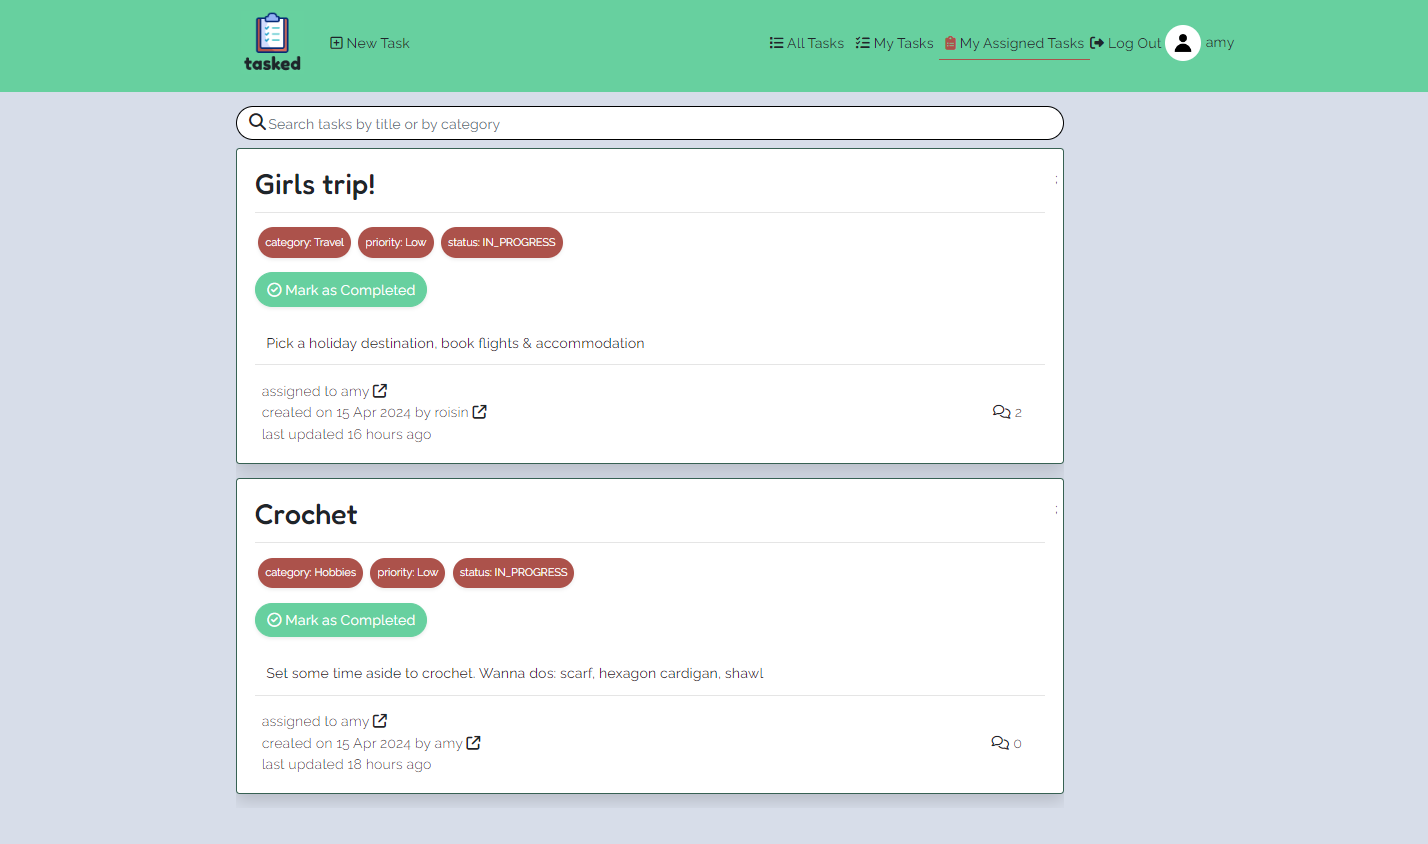 tasked
New Task
All Tasks
My Tasks
My Assigned Tasks
Log Out
amy
Search tasks by title or by category
Girls trip!
;
category: Travel
priority: Low
status: IN_PROGRESS
Mark as Completed
Pick a holiday destination, book flights & accommodation
assigned to amy
created on 15 Apr 2024 by roisin
2
last updated 16 hours ago
Crochet
;
category: Hobbies
priority: Low
status: IN_PROGRESS
Mark as Completed
Set some time aside to crochet. Wanna dos: scarf, hexagon cardigan, shawl
assigned to amy
created on 15 Apr 2024 by amy
0
last updated 18 hours ago